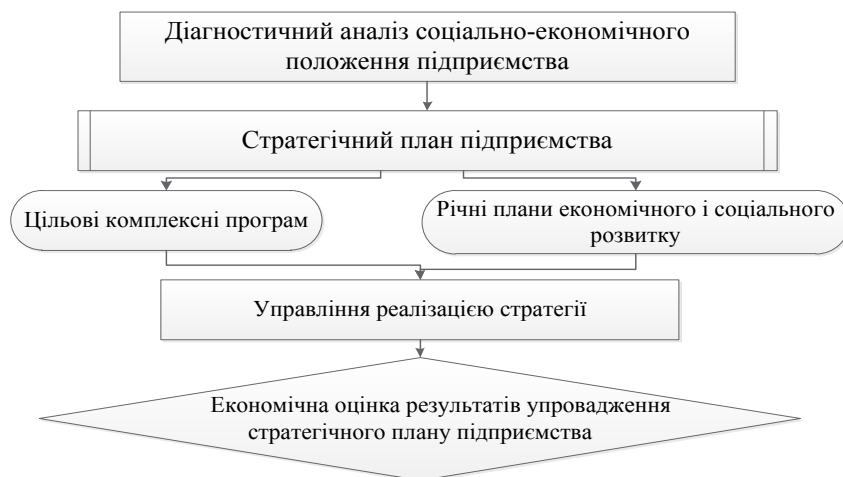 Діагностичний аналіз соціально-економічного
положення підприємства
Стратегічний план підприємства
Цільові комплексні програм
Річні плани економічного і соціального
розвитку
Управління реалізацією стратегії
Економічна оцінка результатів упровадження
стратегічного плану підприємства